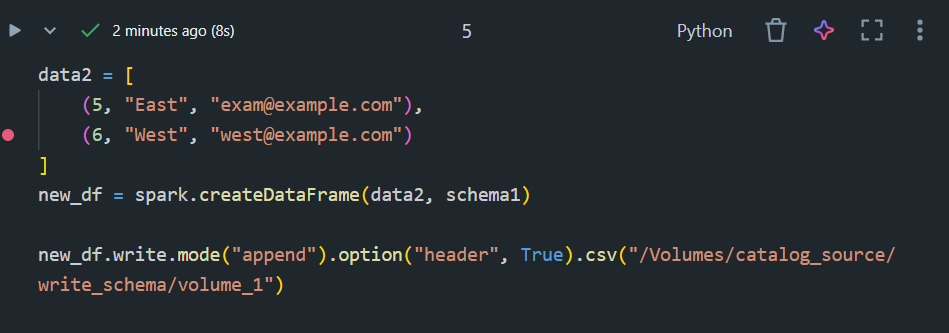 2 minutes ago (8s) 5 Python
data2 = [
(5, "East", "exam@example.com"),
(6, "West", "west@example.com")
]
new_df = spark.createDataFrame(data2, schema1)
new_df.write.mode("append").option("header", True).csv("/Volumes/catalog_source/
write_schema/volume_1")